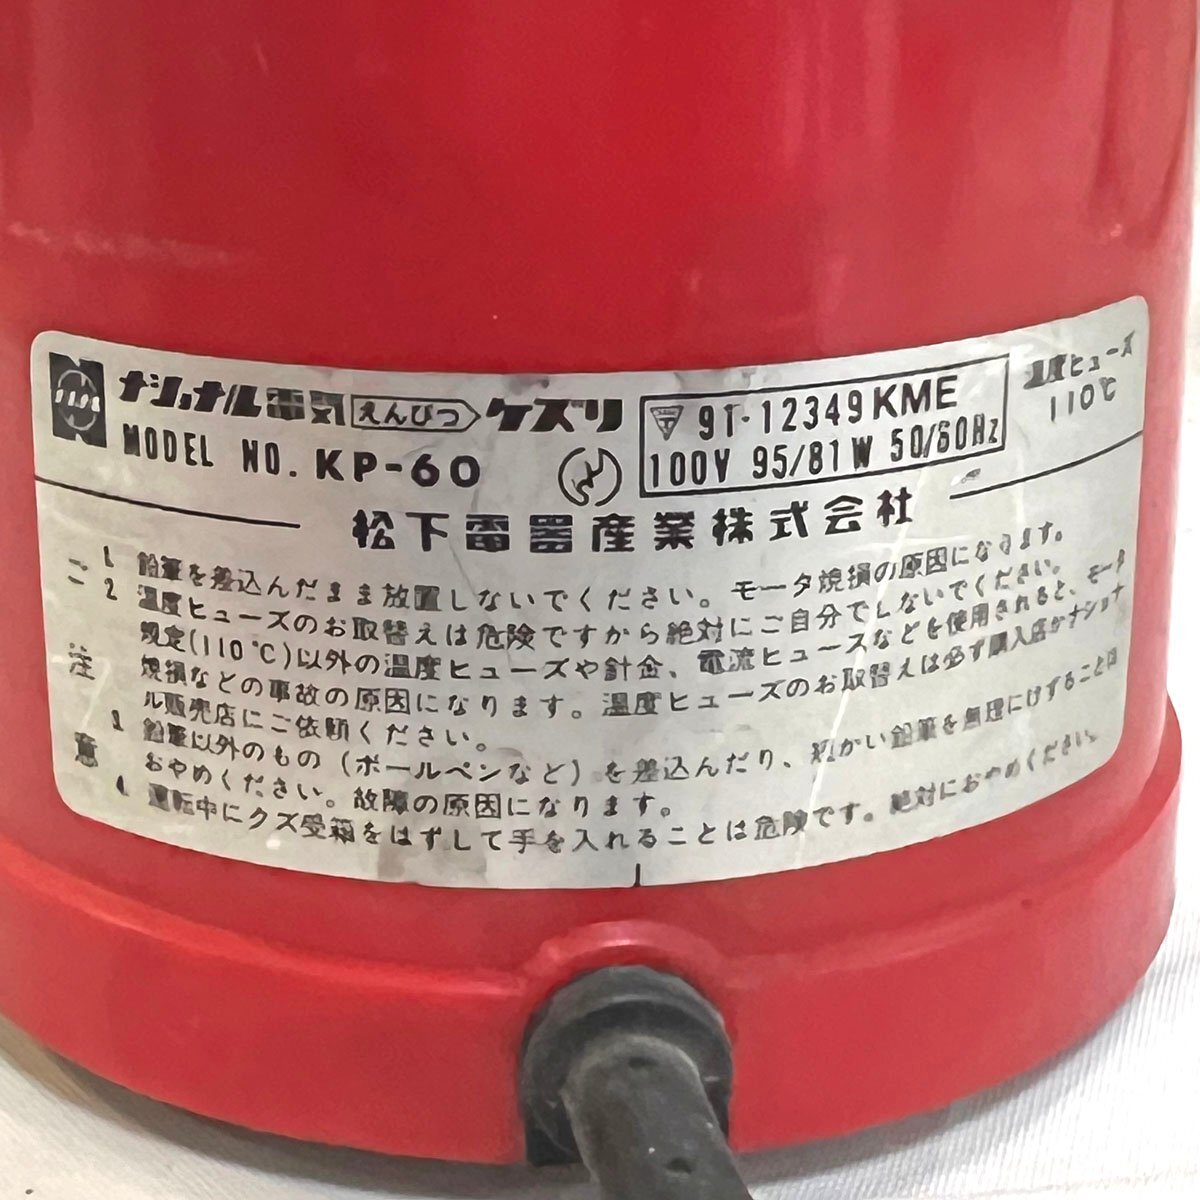 ナショナル電気えんぴつケズリ
MODEL NO. KP-60
▽〒 91-12349 KME
100V 95/81W 50/60Hz
温度ヒューズ
110℃
松下電器産業株式会社
ご注意
1. 鉛筆を差込んだまま放置しないでください。モータ焼損の原因になります。
2 温度ヒューズのお取替えは危険ですから絶対にご自分でしないでください。
規定(110℃)以外の温度ヒューズや針金、電流ヒューズなどを使用されると、モータ
焼損などの事故の原因になります。温度ヒューズのお取替えは必ず購入店かナショナ
ル販売店にご依頼ください。
3 鉛筆以外のもの(ボールペンなど)を差込んだり、細かい鉛筆を無理にけずることは
おやめください。故障の原因になります。
4 運転中にクズ受箱をはずして手を入れることは危険です。絶対におやめください。